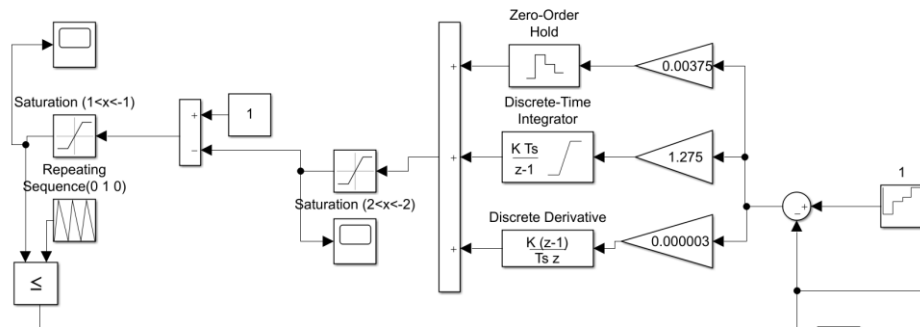 Zero-Order
Hold
0.00375
+
Saturation (1<x<-1)
1
+
−
Discrete-Time
Integrator
K Ts
z-1
1.275
+
1
Repeating
Sequence(0 1 0)
Saturation (2<x<-2)
+
−
Discrete Derivative
K (z-1)
Ts z
0.000003
+
≤